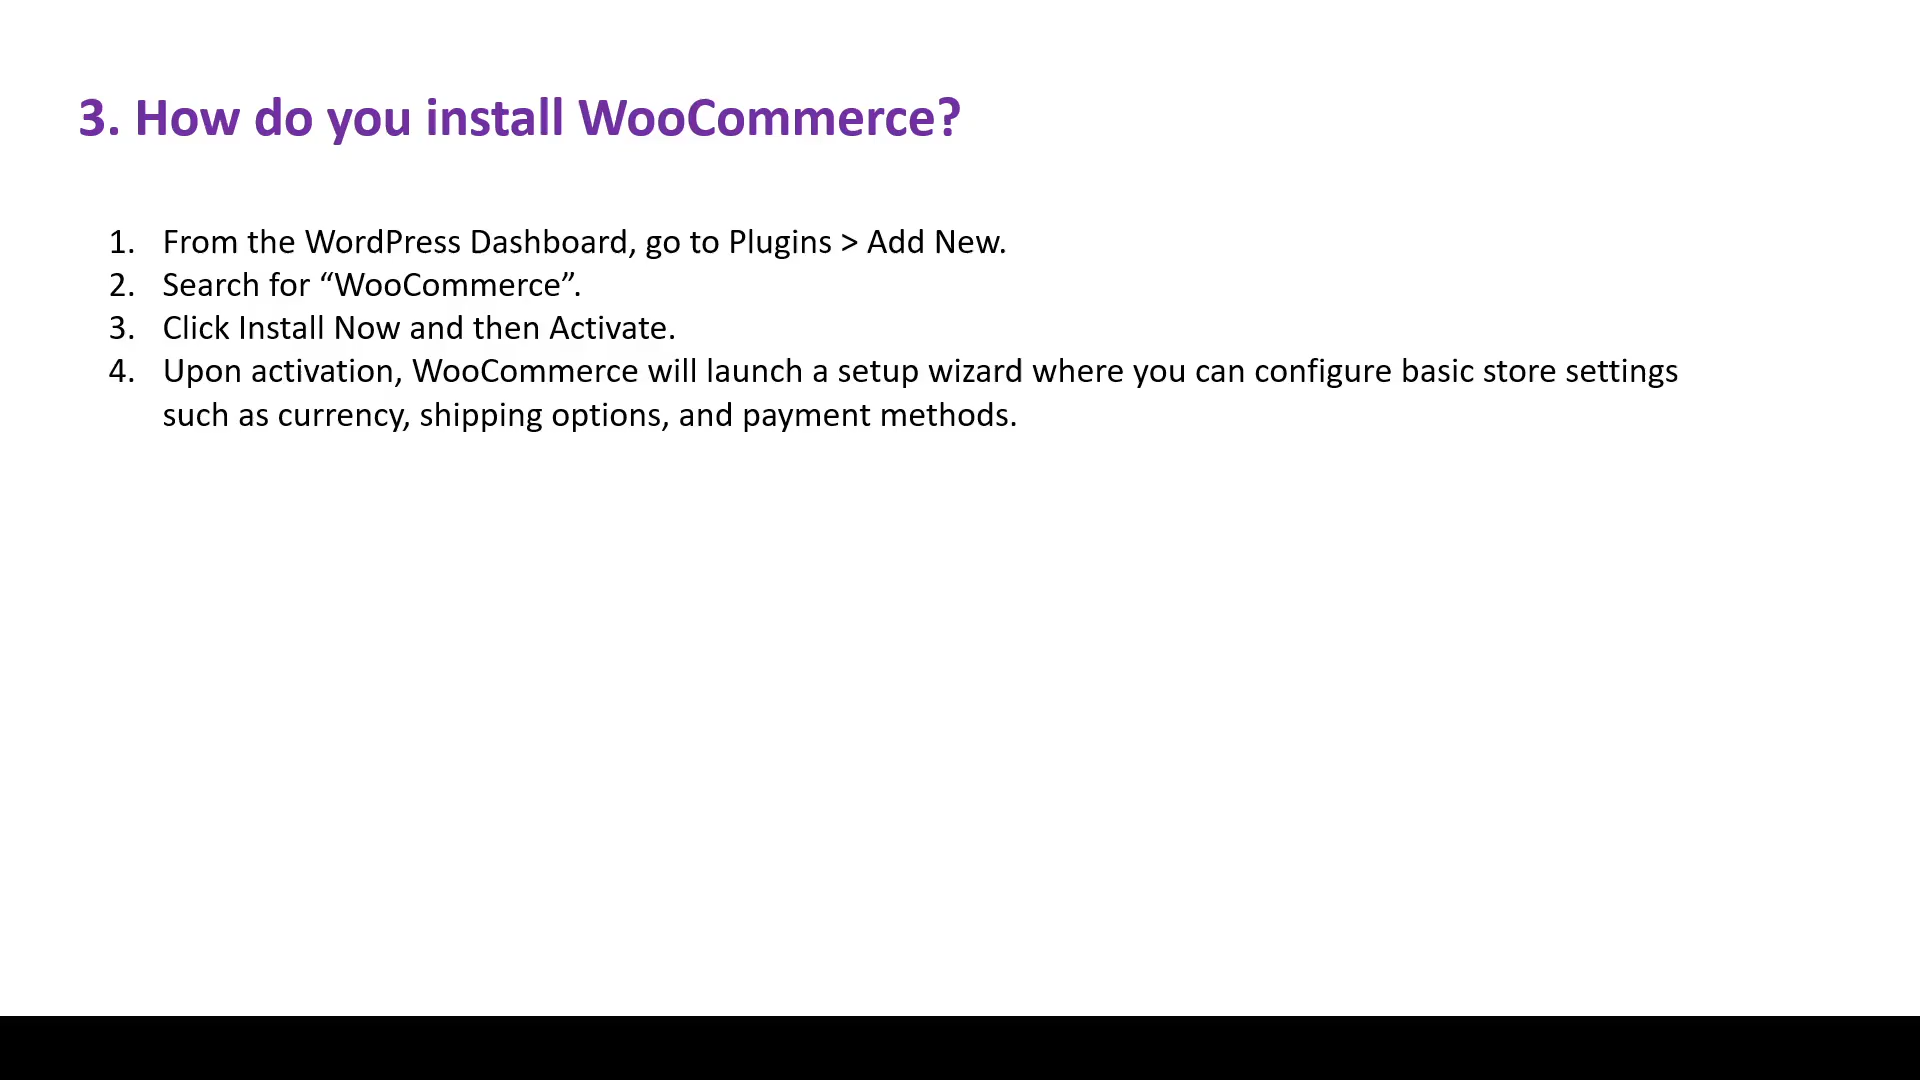 3. How do you install WooCommerce?
1. From the WordPress Dashboard, go to Plugins > Add New.
2. Search for “WooCommerce”.
3. Click Install Now and then Activate.
4. Upon activation, WooCommerce will launch a setup wizard where you can configure basic store settings
such as currency, shipping options, and payment methods.